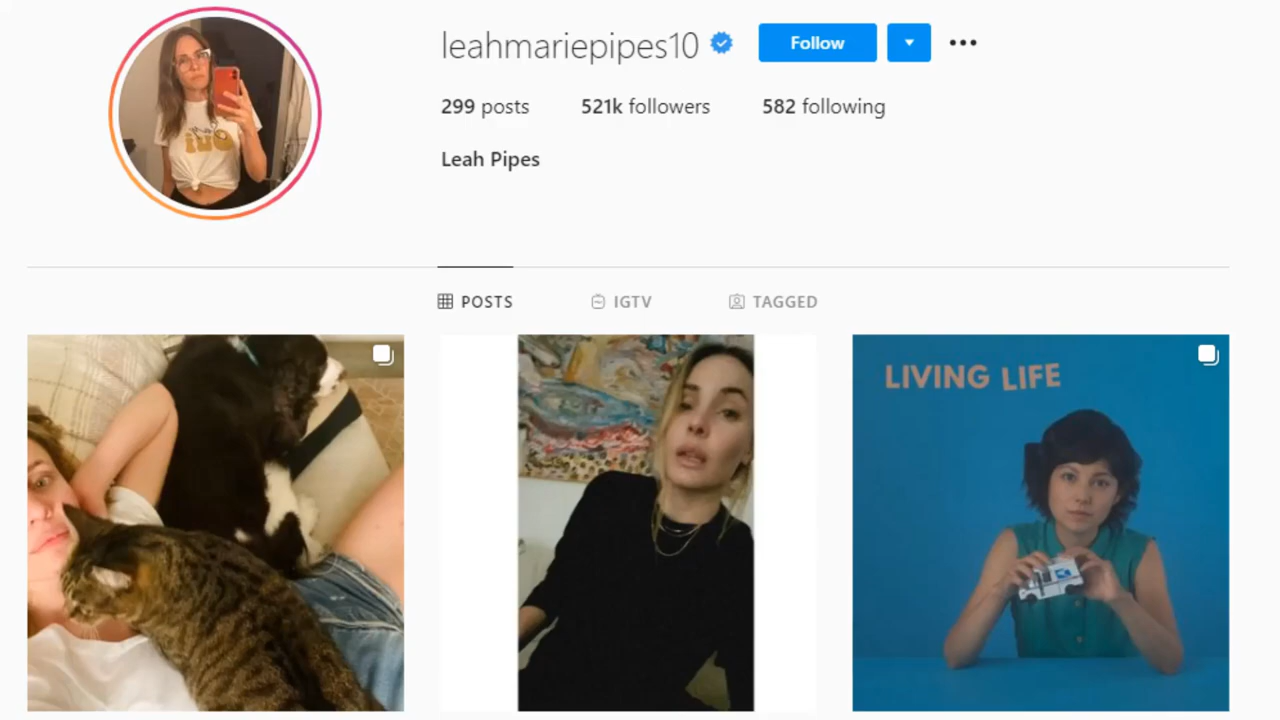 leahmariepipes10
Follow
299 posts 521k followers 582 following
Leah Pipes
POSTS IGTV TAGGED
LIVING LIFE